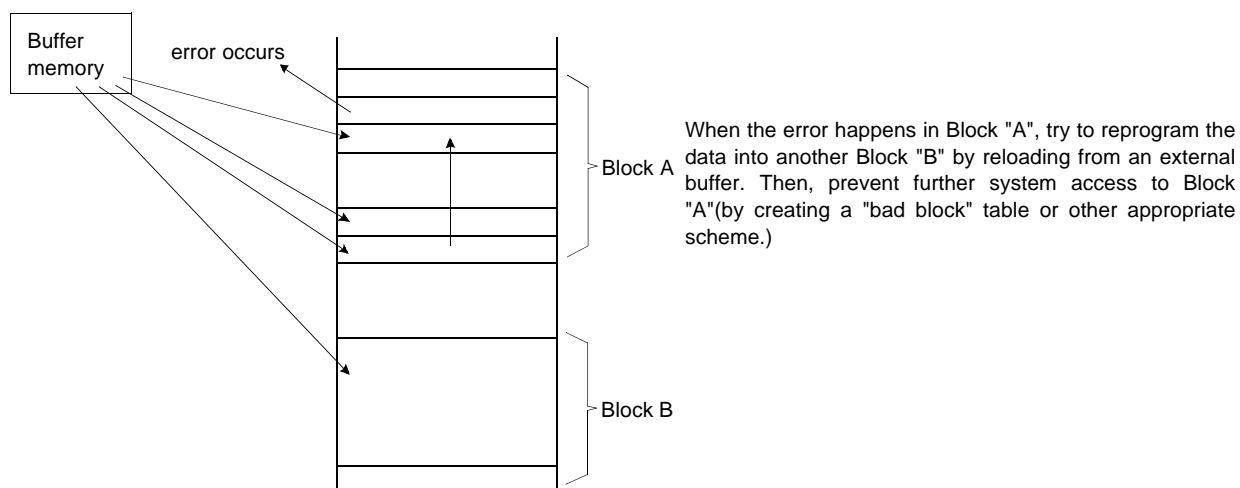 Buffer
memory
error occurs
Block A
When the error happens in Block "A", try to reprogram the
data into another Block "B" by reloading from an external
buffer. Then, prevent further system access to Block
"A"(by creating a "bad block" table or other appropriate
scheme.)
Block B